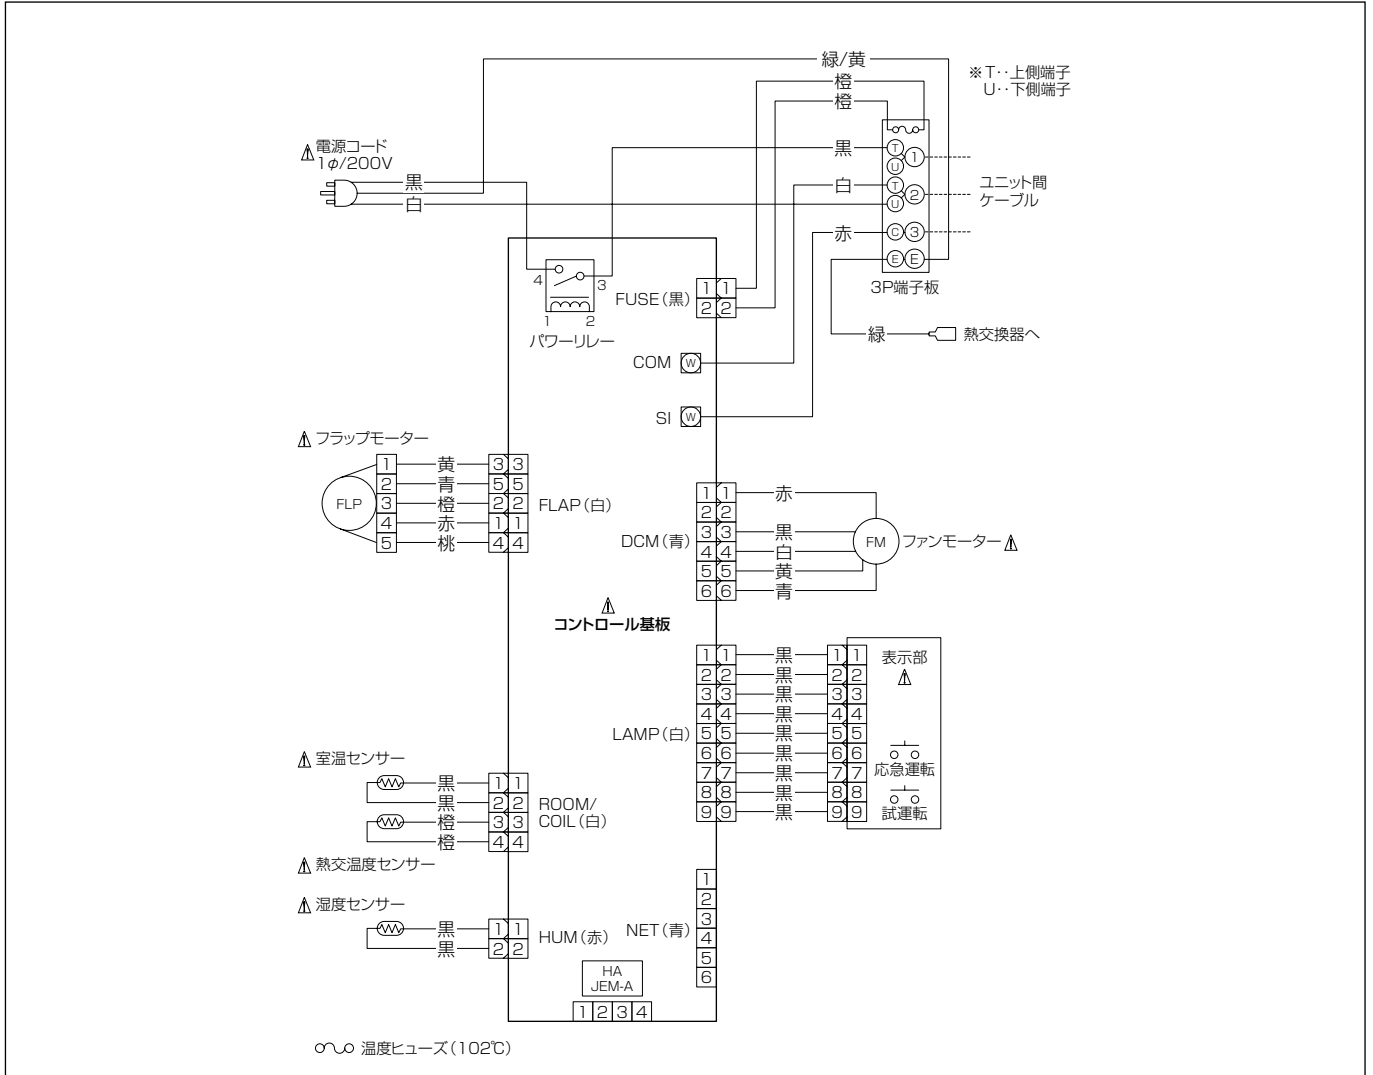 緑/黄
橙
橙
※T‥上側端子
U‥下側端子
⚠ 電源コード
1φ/200V
黒
白
黒
白
赤
T
U
1
T
U
2
C
3
E
E
ユニット間
ケーブル
3P端子板
緑
熱交換器へ
4
3
1
2
パワーリレー
FUSE(黒)
1 1
2 2
COM
W
SI
W
⚠ フラップモーター
FLP
1 黄 3 3
2 青 5 5
3 橙 2 2
4 赤 1 1
5 桃 4 4
FLAP(白)
DCM(青)
1 1 赤
2 2
3 3 黒
4 4 白
5 5 黄
6 6 青
FM
ファンモーター ⚠
⚠
コントロール基板
LAMP(白)
1 1 黒 1 1
2 2 黒 2 2
3 3 黒 3 3
4 4 黒 4 4
5 5 黒 5 5
6 6 黒 6 6
7 7 黒 7 7
8 8 黒 8 8
9 9 黒 9 9
表示部
⚠
応急運転
試運転
⚠ 室温センサー
黒 1 1
黒 2 2
橙 3 3
橙 4 4
ROOM/
COIL(白)
⚠ 熱交温度センサー
⚠ 湿度センサー
黒 1 1
黒 2 2
HUM(赤)
NET(青)
1
2
3
4
5
6
HA
JEM-A
1 2 3 4
温度ヒューズ(102℃)